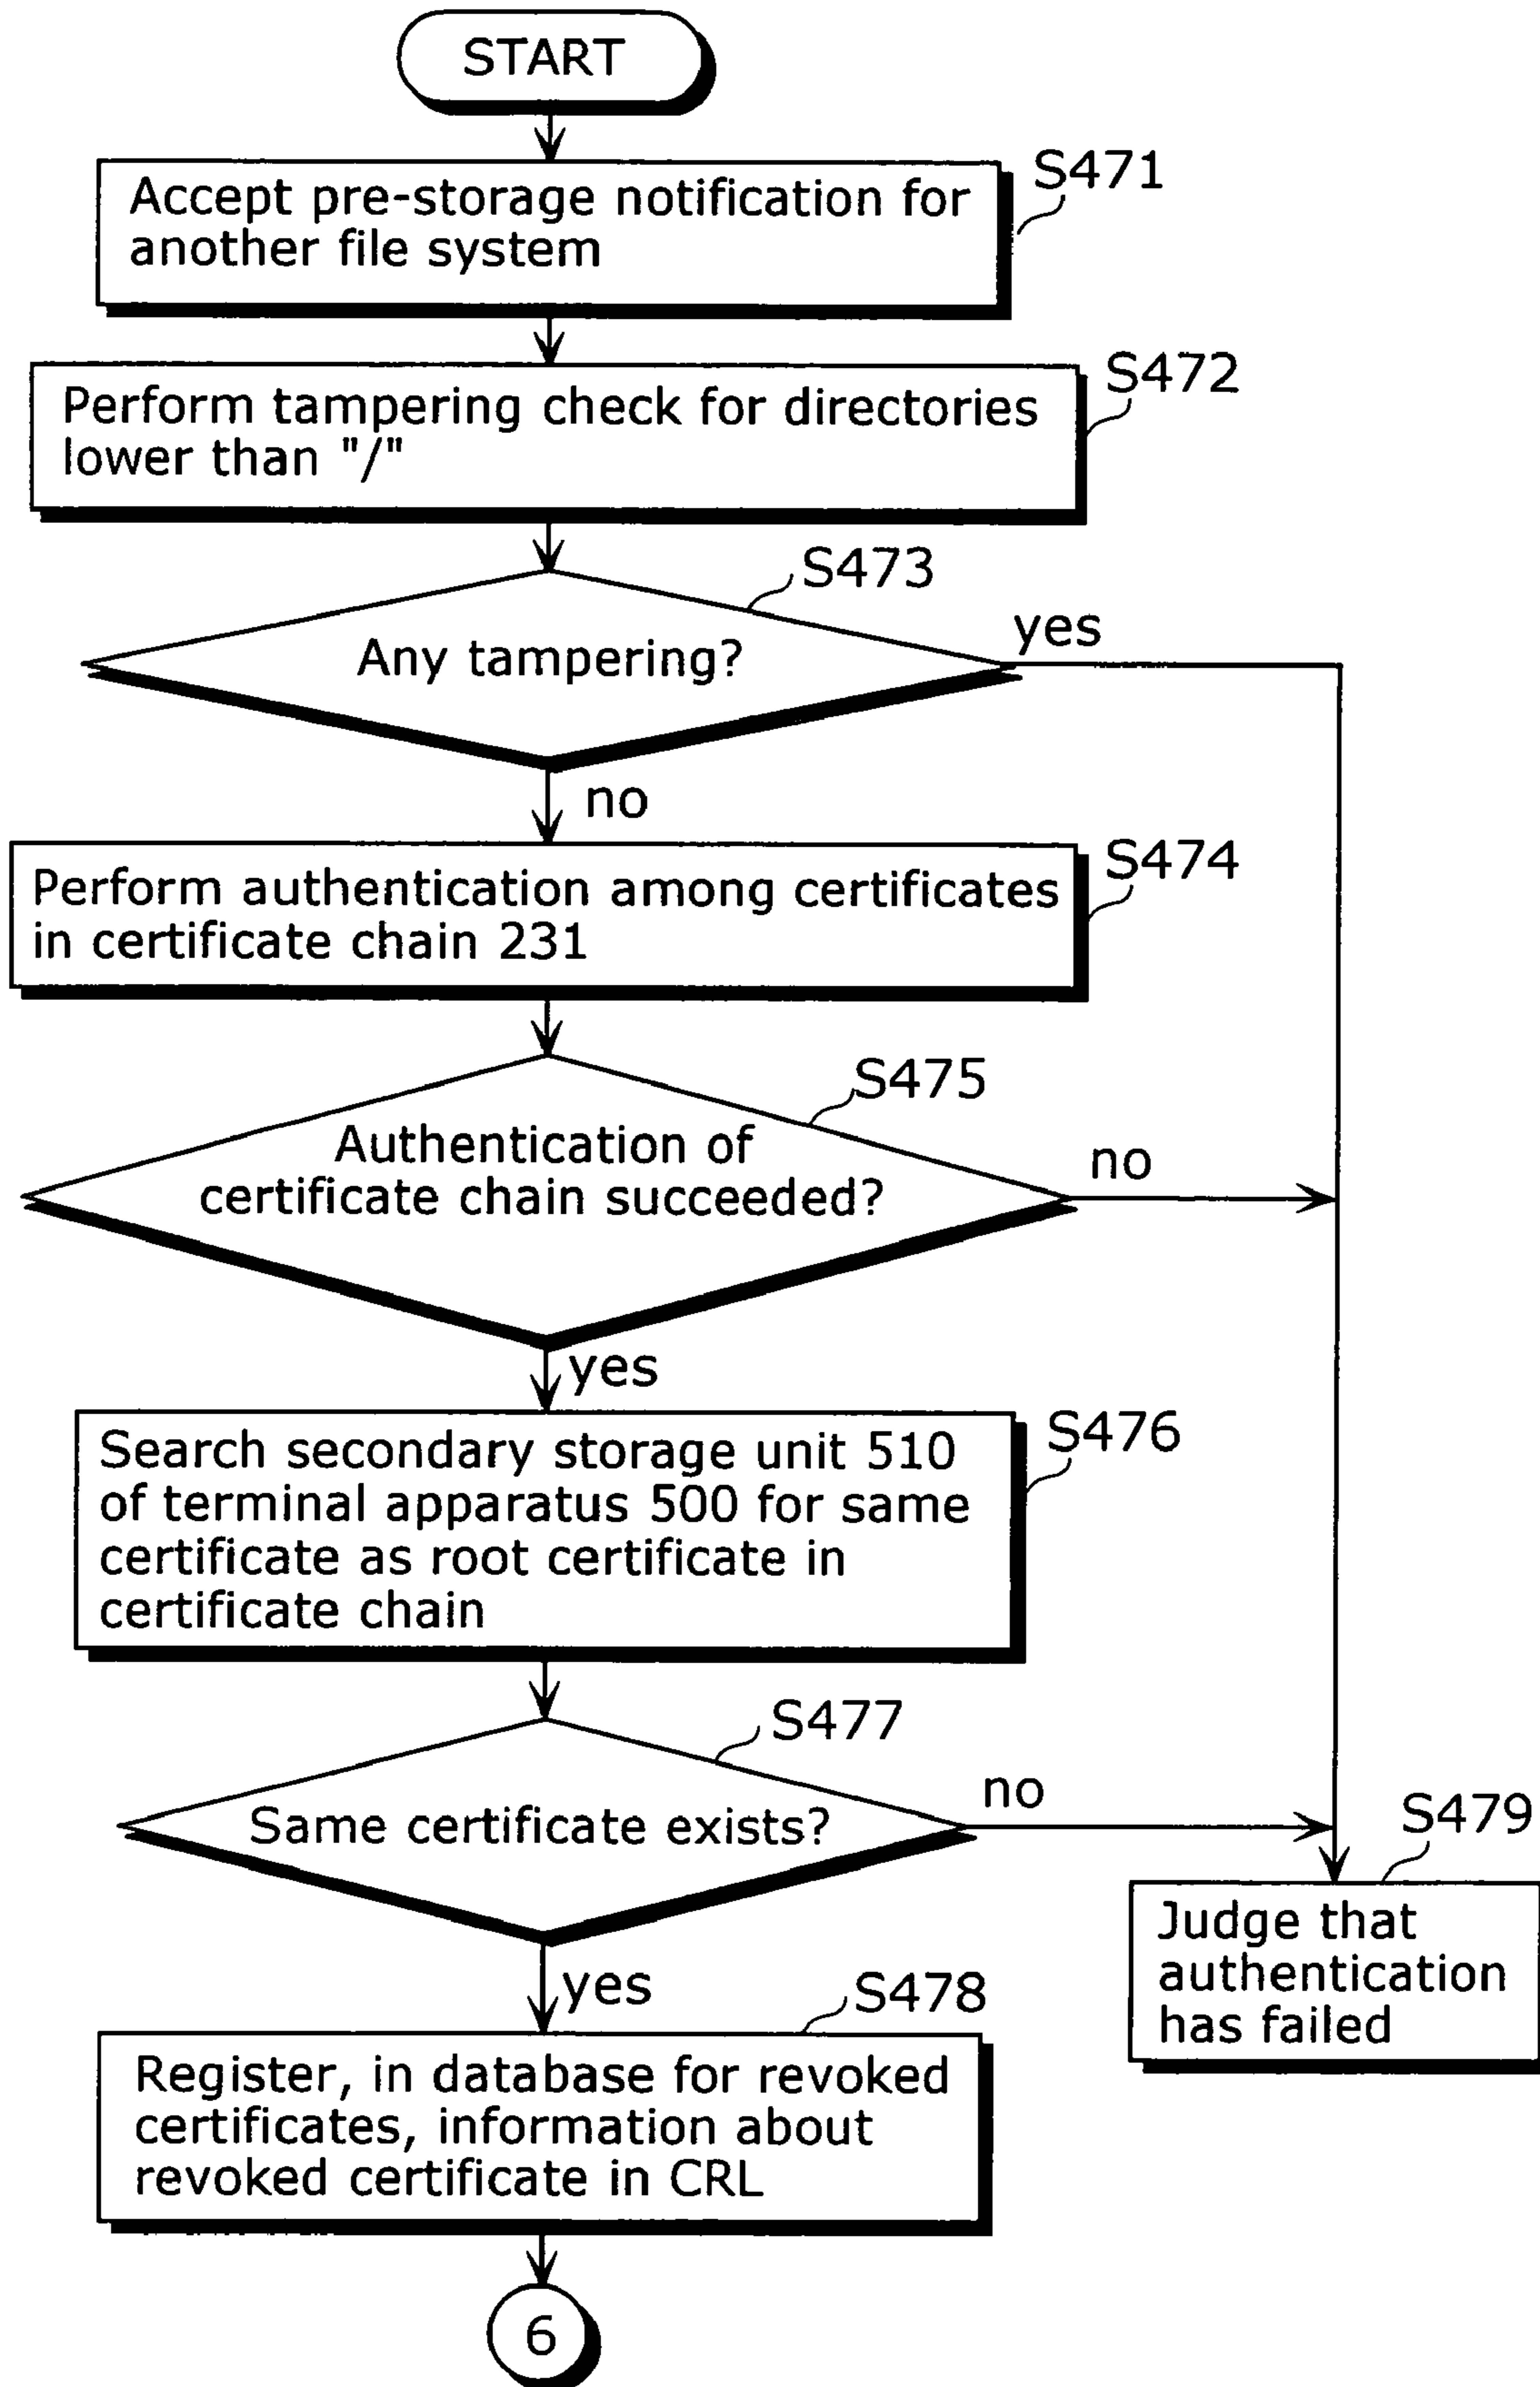 START
S471
Accept pre-storage notification for
another file system
S472
Perform tampering check for directories
lower than "/"
S473
Any tampering?
yes
no
S474
Perform authentication among certificates
in certificate chain 231
S475
Authentication of
certificate chain succeeded?
no
yes
S476
Search secondary storage unit 510
of terminal apparatus 500 for same
certificate as root certificate in
certificate chain
S477
Same certificate exists?
no
yes
S479
Judge that
authentication
has failed
S478
Register, in database for revoked
certificates, information about
revoked certificate in CRL
6